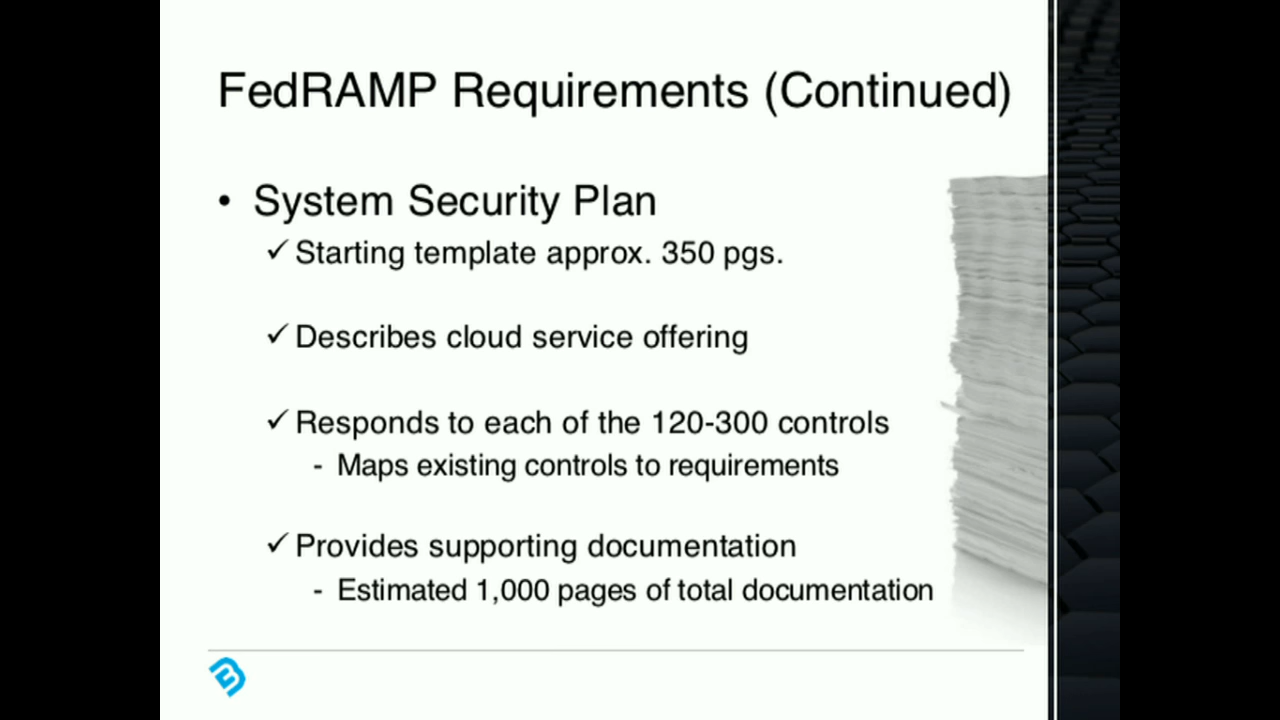 FedRAMP Requirements (Continued)
• System Security Plan
✓ Starting template approx. 350 pgs.
✓ Describes cloud service offering
✓ Responds to each of the 120-300 controls
- Maps existing controls to requirements
✓ Provides supporting documentation
- Estimated 1,000 pages of total documentation